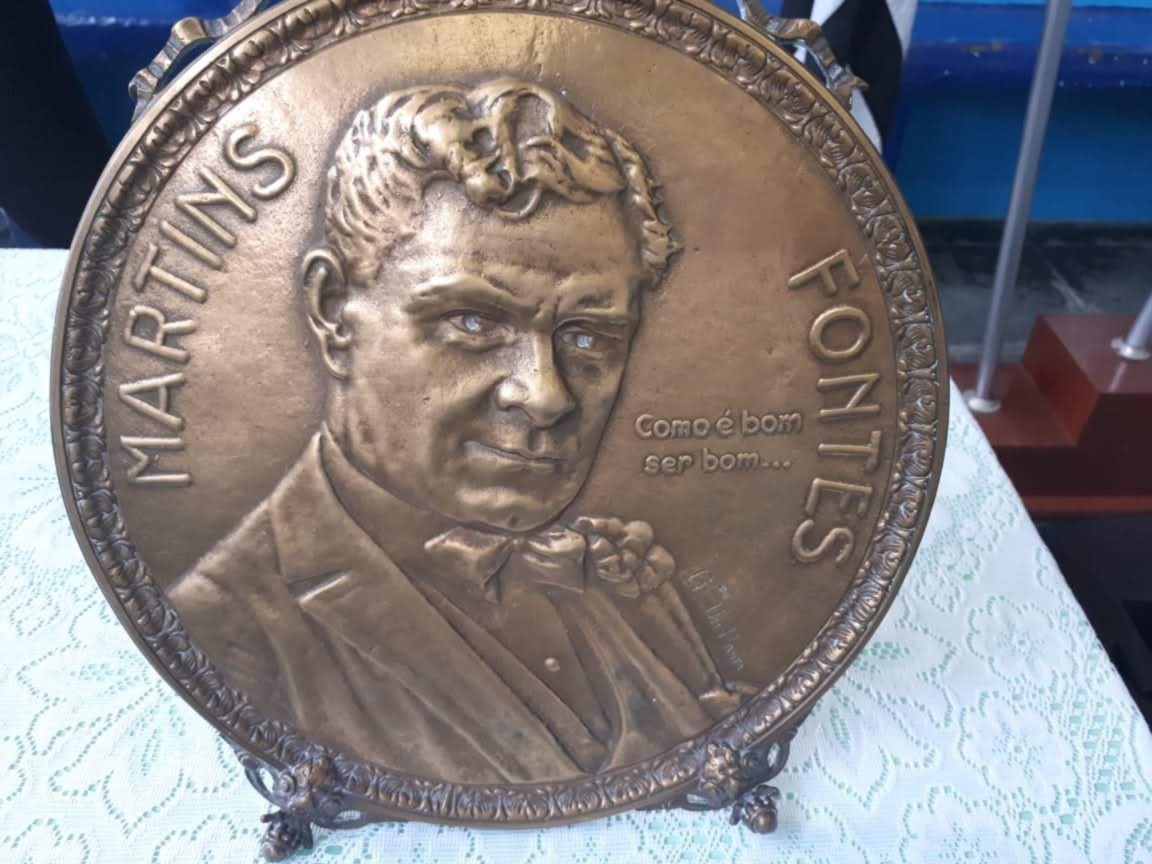 MARTINS
FONTES
Como é bom
ser bom...